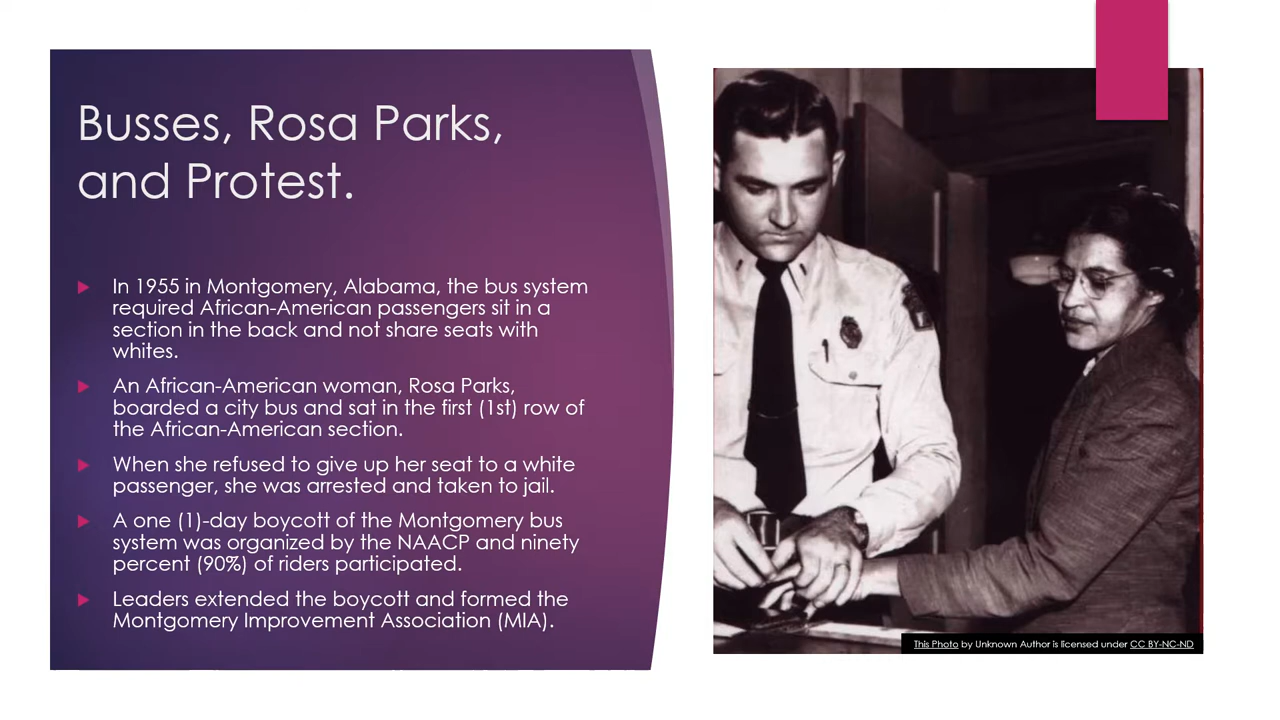 Busses, Rosa Parks,
and Protest.
In 1955 in Montgomery, Alabama, the bus system
required African-American passengers sit in a
section in the back and not share seats with
whites.
An African-American woman, Rosa Parks,
boarded a city bus and sat in the first (1st) row of
the African-American section.
When she refused to give up her seat to a white
passenger, she was arrested and taken to jail.
A one (1)-day boycott of the Montgomery bus
system was organized by the NAACP and ninety
percent (90%) of riders participated.
Leaders extended the boycott and formed the
Montgomery Improvement Association (MIA).
This Photo by Unknown Author is licensed under CC BY-NC-ND